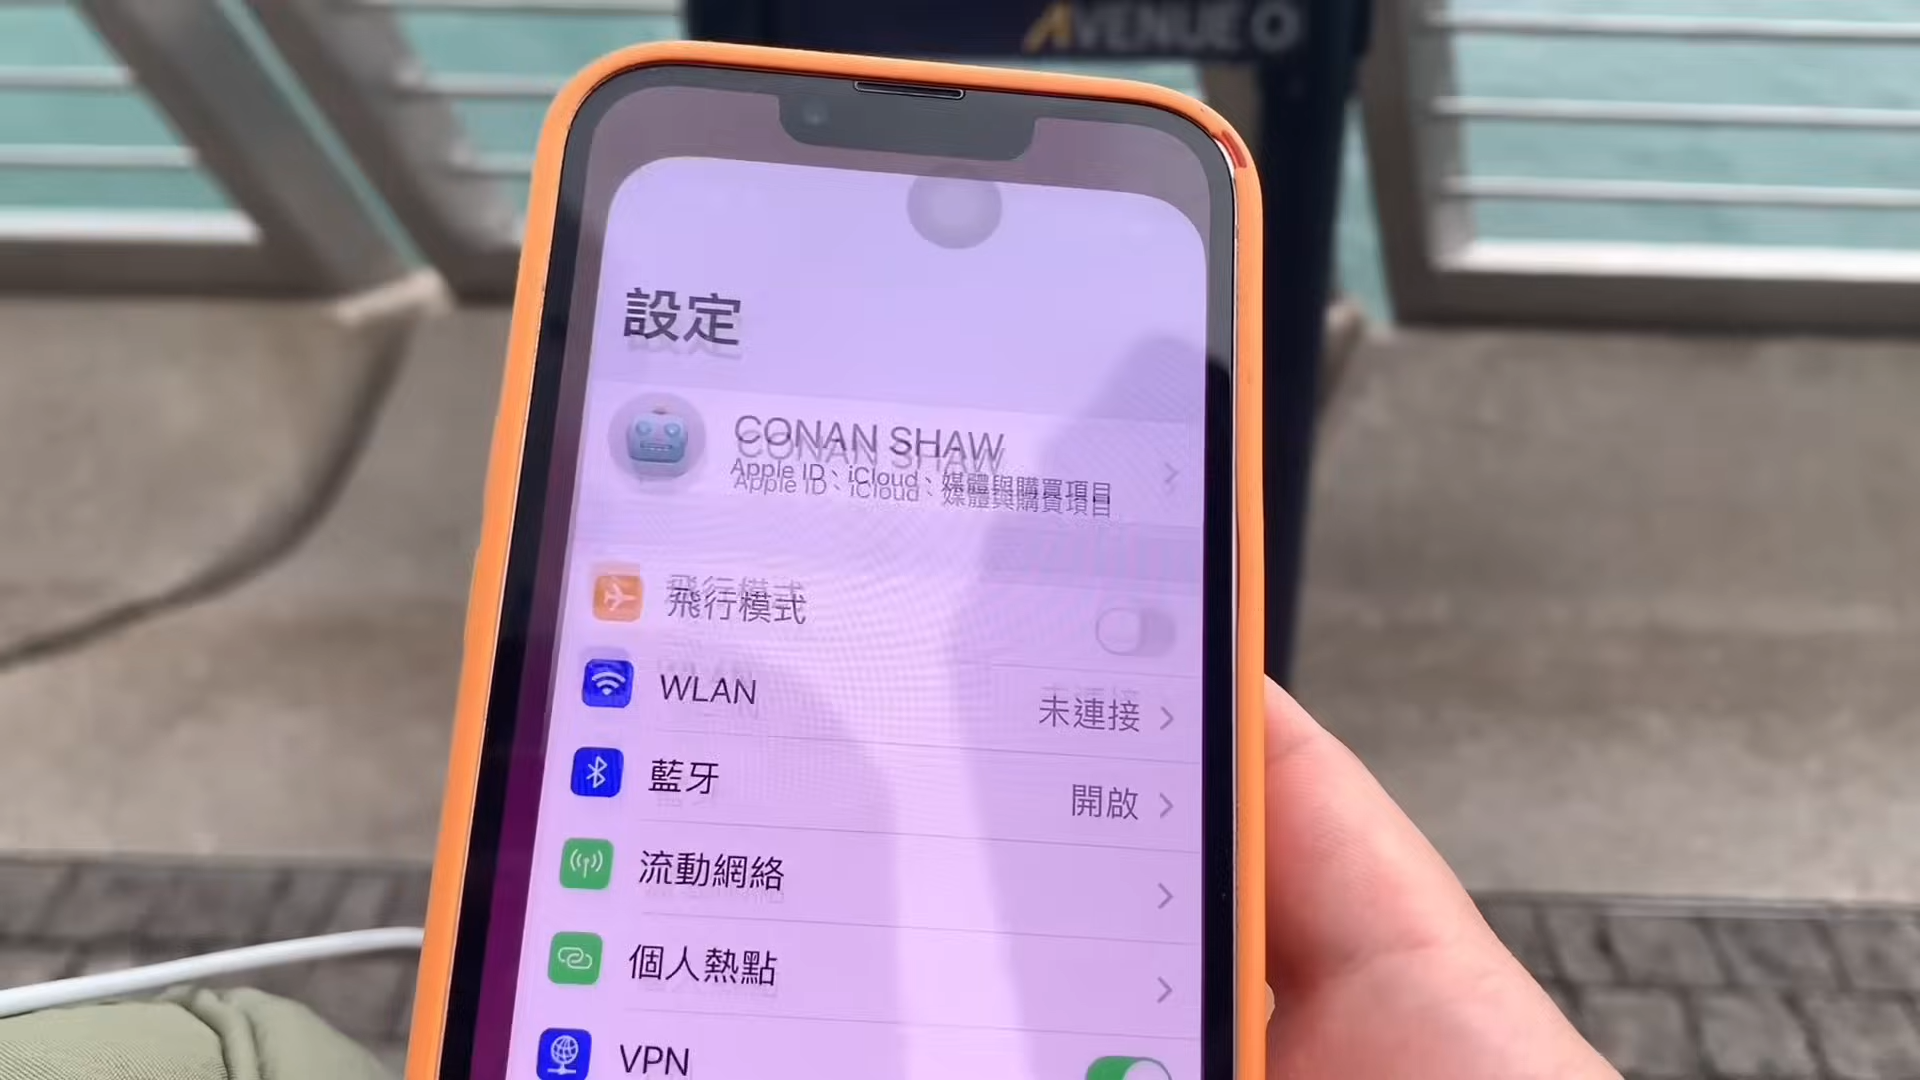 AVENUE O
設定
CONAN SHAW
Apple ID、iCloud、媒體與購買項目
飛行模式
WLAN 未連接
藍牙 開啟
流動網絡
個人熱點
VPN